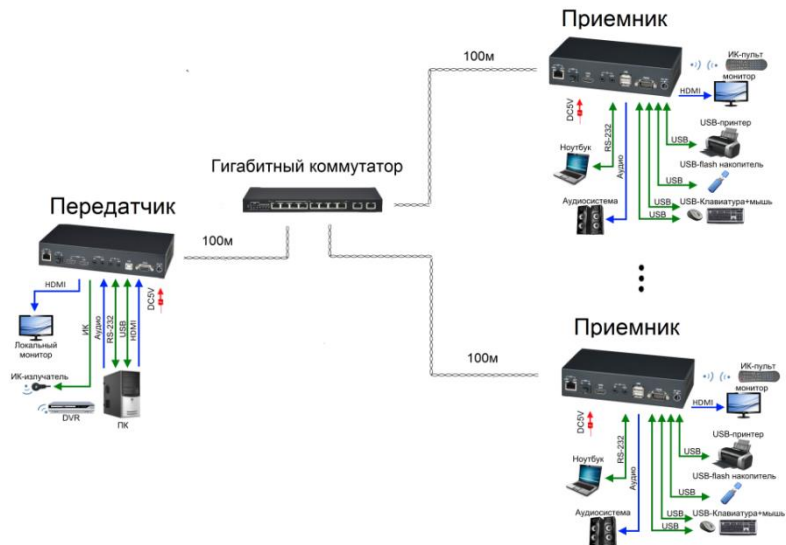 Приемник
100м
ИК-пульт
монитор
HDMI
DC5V
RS-232
Аудио
USB-принтер
USB
Ноутбук
USB-flash накопитель
USB
Аудиосистема
USB-Клавиатура+мышь
USB
USB
Гигабитный коммутатор
Передатчик
100м
HDMI
ИК
Аудио
RS-232
USB
HDMI
DC5V
Локальный
монитор
ИК-излучатель
DVR
ПК
Приемник
100м
ИК-пульт
монитор
HDMI
DC5V
RS-232
Аудио
USB-принтер
USB
Ноутбук
USB-flash накопитель
USB
Аудиосистема
USB-Клавиатура+мышь
USB
USB